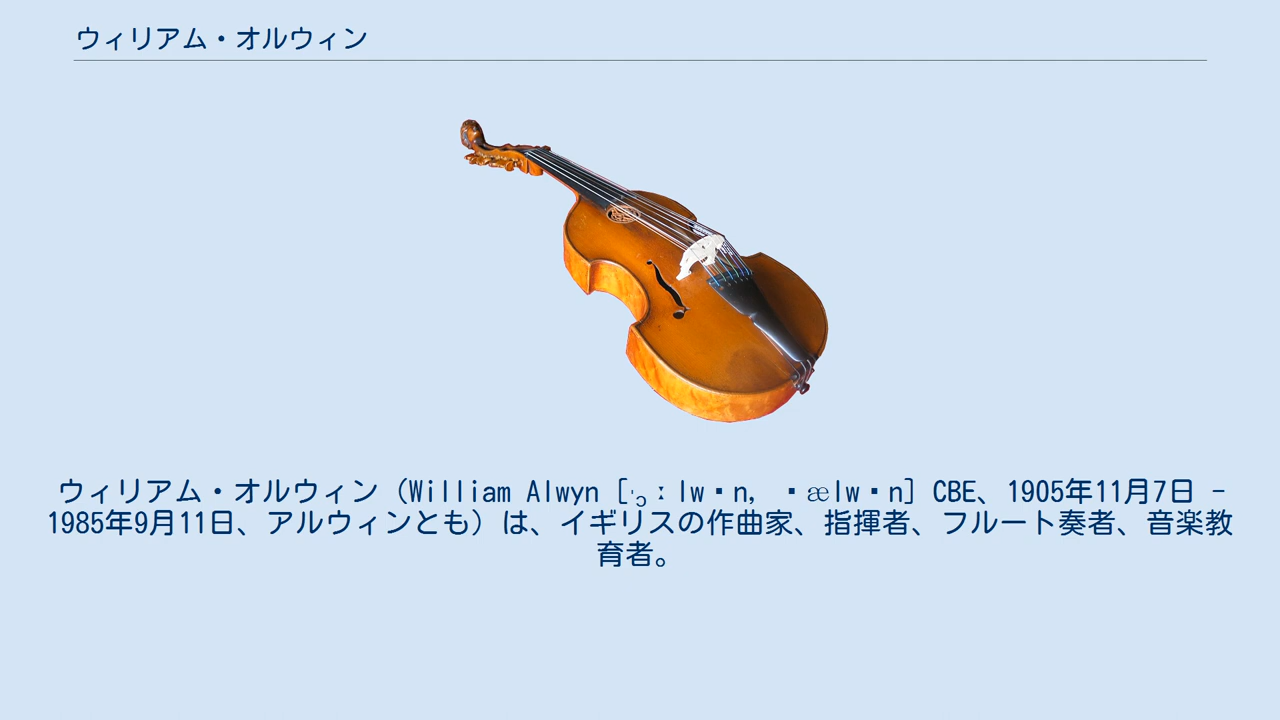 ウィリアム・オルウィン
ウィリアム・オルウィン（William Alwyn [ˈɔːlw▪n, ▪ælw▪n] CBE、1905年11月7日 -
1985年9月11日、アルウィンとも）は、イギリスの作曲家、指揮者、フルート奏者、音楽教
育者。